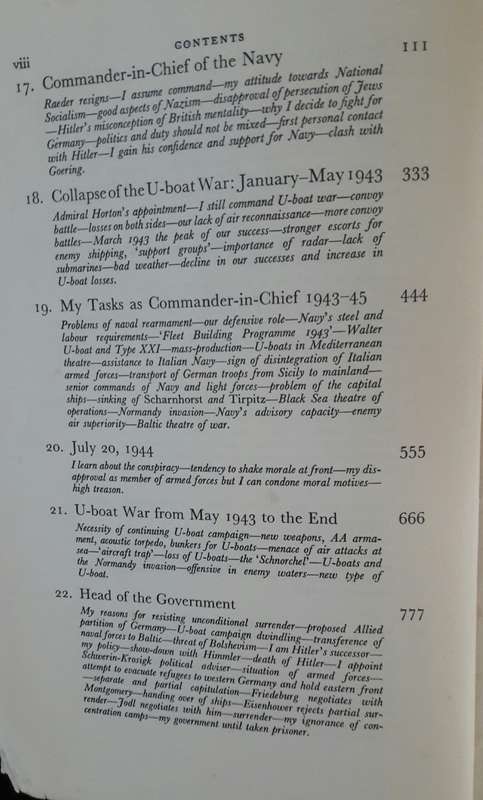 viii
CONTENTS
17. Commander-in-Chief of the Navy 111
Raeder resigns—I assume command—my attitude towards National
Socialism—good aspects of Nazism—disapproval of persecution of Jews
—Hitler's misconception of British mentality—why I decide to fight for
Germany—politics and duty should not be mixed—first personal contact
with Hitler—I gain his confidence and support for Navy—clash with
Goering.
18. Collapse of the U-boat War: January–May 1943 333
Admiral Horton's appointment—I still command U-boat war—convoy
battle—losses on both sides—our lack of air reconnaissance—more convoy
battles—March 1943 the peak of our success—stronger escorts for
enemy shipping, 'support groups'—importance of radar—lack of
submarines—bad weather—decline in our successes and increase in
U-boat losses.
19. My Tasks as Commander-in-Chief 1943–45 444
Problems of naval rearmament—our defensive role—Navy's steel and
labour requirements—'Fleet Building Programme 1943'—Walter
U-boat and Type XXI—mass-production—U-boats in Mediterranean
theatre—assistance to Italian Navy—sign of disintegration of Italian
armed forces—transport of German troops from Sicily to mainland—
senior commands of Navy and light forces—problem of the capital
ships—sinking of Scharnhorst and Tirpitz—Black Sea theatre of
operations—Normandy invasion—Navy's advisory capacity—enemy
air superiority—Baltic theatre of war.
20. July 20, 1944 555
I learn about the conspiracy—tendency to shake morale at front—my dis-
approval as member of armed forces but I can condone moral motives—
high treason.
21. U-boat War from May 1943 to the End 666
Necessity of continuing U-boat campaign—new weapons, AA arma-
ment, acoustic torpedo, bunkers for U-boats—menace of air attacks at
sea—'aircraft trap'—loss of U-boats—the 'Schnorchel'—U-boats and
the Normandy invasion—offensive in enemy waters—new type of
U-boat.
22. Head of the Government 777
My reasons for resisting unconditional surrender—proposed Allied
partition of Germany—U-boat campaign dwindling—transference of
naval forces to Baltic—threat of Bolshevism—I am Hitler's successor—
my policy—show-down with Himmler—death of Hitler—I appoint
Schwerin-Krosigk political adviser—situation of armed forces—
attempt to evacuate refugees to western Germany and hold eastern front
—separate and partial capitulation—Friedeburg negotiates with
Montgomery—handing over of ships—Eisenhower rejects partial sur-
render—Jodl negotiates with him—surrender—my ignorance of con-
centration camps—my government until taken prisoner.